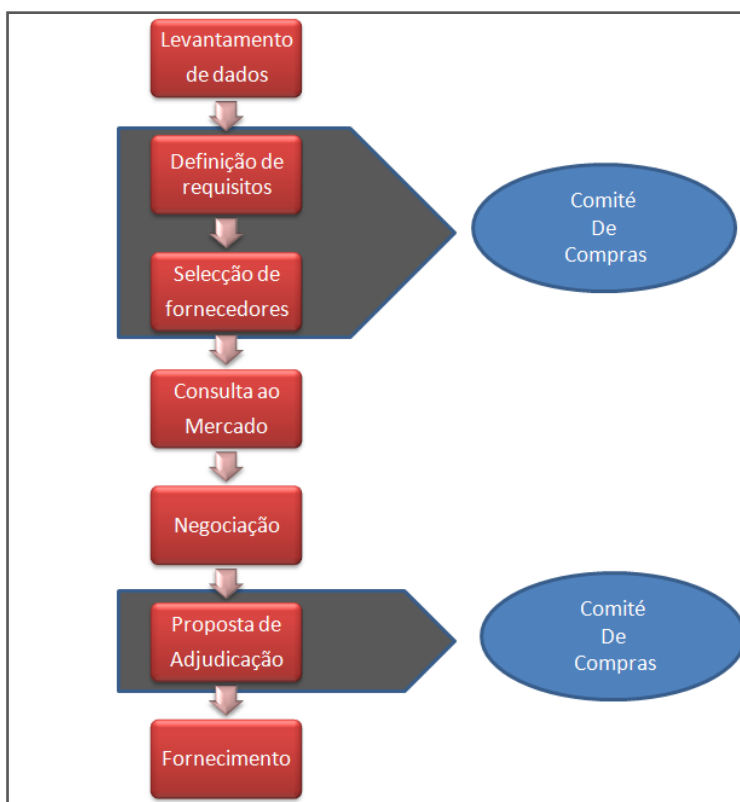 Levantamento
de dados
Definição de
requisitos
Comité
De
Compras
Selecção de
fornecedores
Consulta ao
Mercado
Negociação
Proposta de
Adjudicação
Comité
De
Compras
Fornecimento